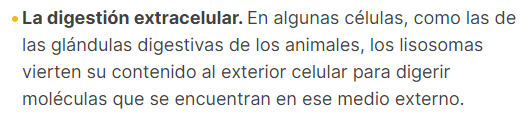 • La digestión extracelular. En algunas células, como las de
las glándulas digestivas de los animales, los lisosomas
vierten su contenido al exterior celular para digerir
moléculas que se encuentran en ese medio externo.